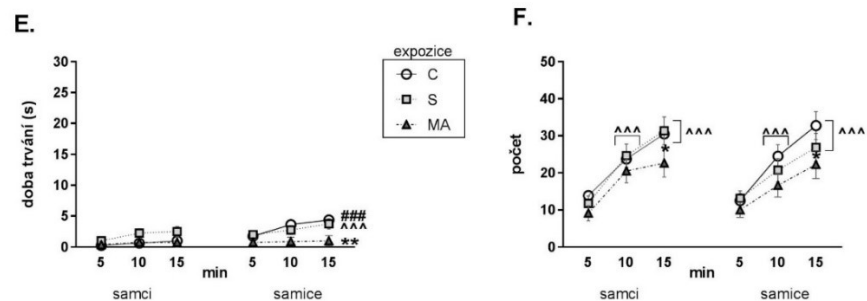 E.
expozice
C
S
MA
doba trvání (s)
30
25
20
15
10
5
0
###
^^^
**
5 10 15 5 10 15
min
samci samice
F.
počet
50
40
30
20
10
0
^^^ ^^^
^^^ ^^^
* *
5 10 15 5 10 15
min
samci samice